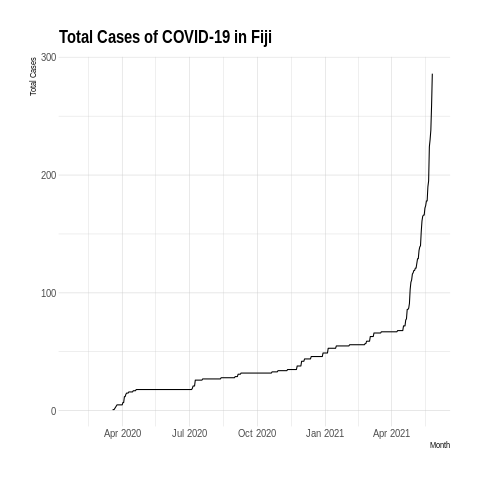 Total Cases of COVID-19 in Fiji
Total Cases
300
200
100
0
Apr 2020 Jul 2020 Oct 2020 Jan 2021 Apr 2021
Month